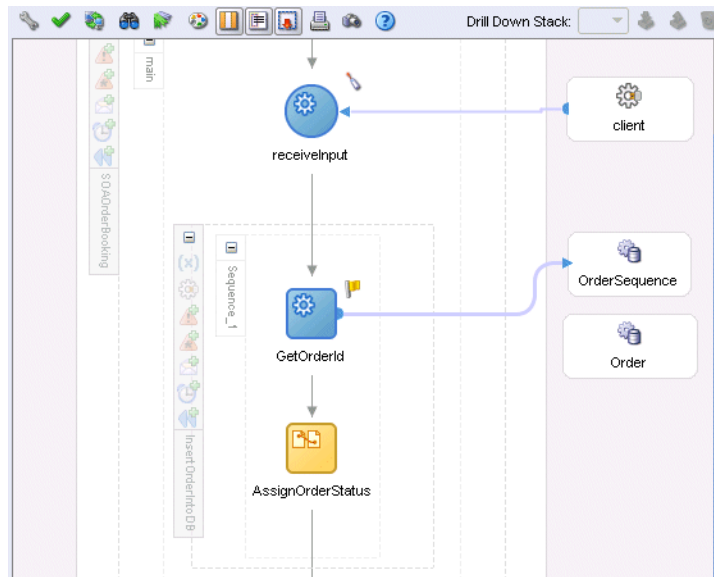 Drill Down Stack:
main
SOAOrderBooking
receiveInput
client
Sequence_1
InsertOrderIntoDB
GetOrderId
OrderSequence
Order
AssignOrderStatus